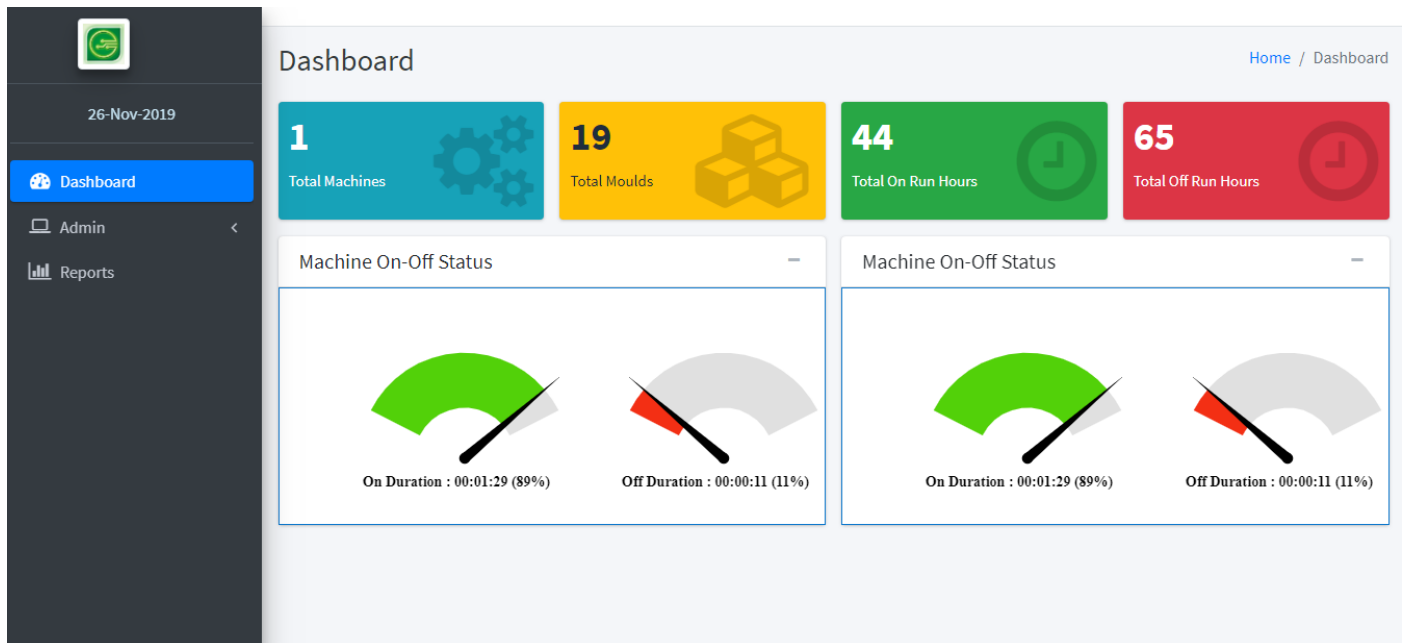 26-Nov-2019
Dashboard
Admin
Reports
Dashboard
Home / Dashboard
1
Total Machines
19
Total Moulds
44
Total On Run Hours
65
Total Off Run Hours
Machine On-Off Status
On Duration : 00:01:29 (89%)
Off Duration : 00:00:11 (11%)
Machine On-Off Status
On Duration : 00:01:29 (89%)
Off Duration : 00:00:11 (11%)